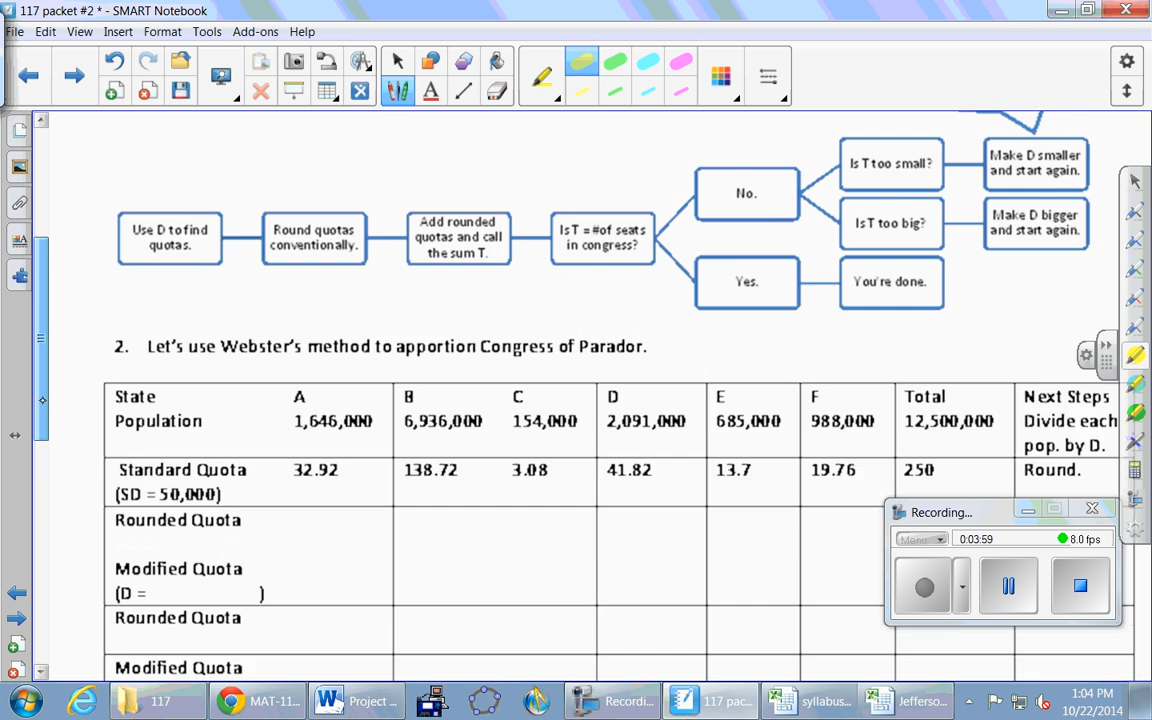 117 packet #2 * - SMART Notebook
File Edit View Insert Format Tools Add-ons Help
Use D to find quotas.
Round quotas conventionally.
Add rounded quotas and call the sum T.
Is T = #of seats in congress?
No.
Is T too small?
Make D smaller and start again.
Is T too big?
Make D bigger and start again.
Yes.
You're done.
2. Let's use Webster's method to apportion Congress of Parador.
State A B C D E F Total Next Steps
Population 1,646,000 6,936,000 154,000 2,091,000 685,000 988,000 12,500,000 Divide each
pop. by D.
Standard Quota 32.92 138.72 3.08 41.82 13.7 19.76 250 Round.
(SD = 50,000)
Recording...
Rounded Quota
Menu 0:03:59 8.0 fps
Modified Quota
(D = )
Rounded Quota
Modified Quota
117 MAT-11... Project ... Recordi... 117 pac... syllabus... Jefferso...
1:04 PM
10/22/2014